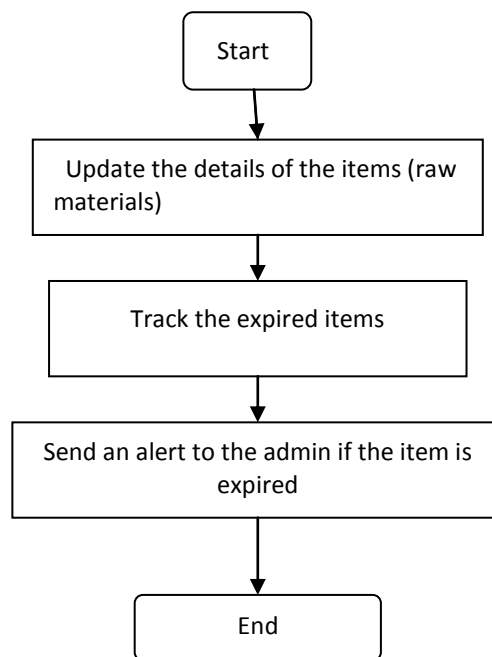 Start
Update the details of the items (raw
materials)
Track the expired items
Send an alert to the admin if the item is
expired
End